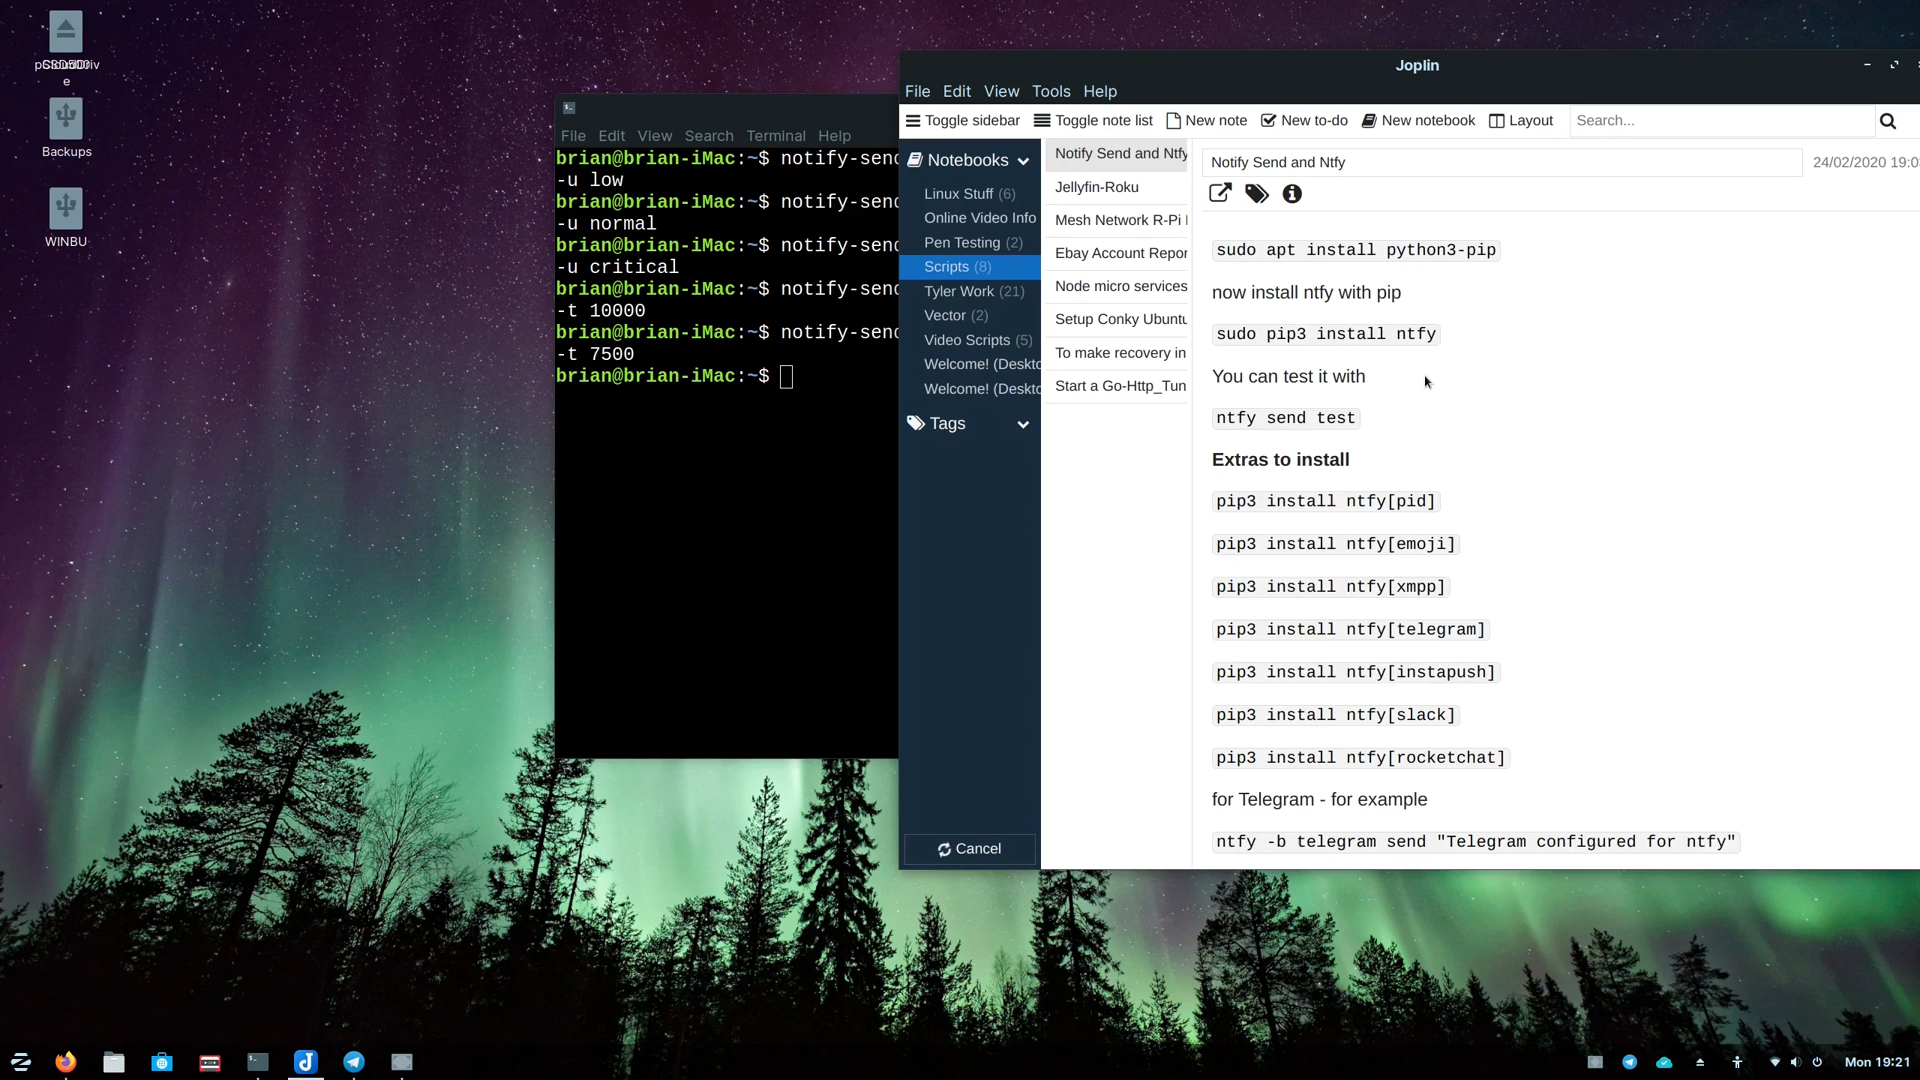 e
Backups
WINBU
File Edit View Search Terminal Help
brian@brian-iMac:~$ notify-send
-u low
brian@brian-iMac:~$ notify-send
-u normal
brian@brian-iMac:~$ notify-send
-u critical
brian@brian-iMac:~$ notify-send
-t 10000
brian@brian-iMac:~$ notify-send
-t 7500
brian@brian-iMac:~$
Joplin
File Edit View Tools Help
Toggle sidebar Toggle note list New note New to-do New notebook Layout Search...
Notebooks
Linux Stuff (6)
Online Video Info
Pen Testing (2)
Scripts (8)
Tyler Work (21)
Vector (2)
Video Scripts (5)
Welcome! (Deskto
Welcome! (Deskto
Tags
Cancel
Notify Send and Ntfy
Jellyfin-Roku
Mesh Network R-Pi
Ebay Account Repor
Node micro services
Setup Conky Ubuntu
To make recovery in
Start a Go-Http_Tun
Notify Send and Ntfy 24/02/2020 19:0
sudo apt install python3-pip
now install ntfy with pip
sudo pip3 install ntfy
You can test it with
ntfy send test
Extras to install
pip3 install ntfy[pid]
pip3 install ntfy[emoji]
pip3 install ntfy[xmpp]
pip3 install ntfy[telegram]
pip3 install ntfy[instapush]
pip3 install ntfy[slack]
pip3 install ntfy[rocketchat]
for Telegram - for example
ntfy -b telegram send "Telegram configured for ntfy"
Mon 19:21